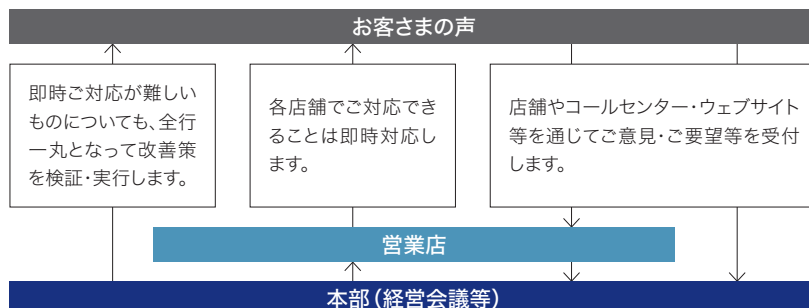 お客さまの声
即時ご対応が難しい
ものについても、全行
一丸となって改善策
を検証・実行します。
各店舗でご対応でき
ることは即時対応し
ます。
店舗やコールセンター・ウェブサイト
等を通じてご意見・ご要望等を受付
します。
営業店
本部（経営会議等）